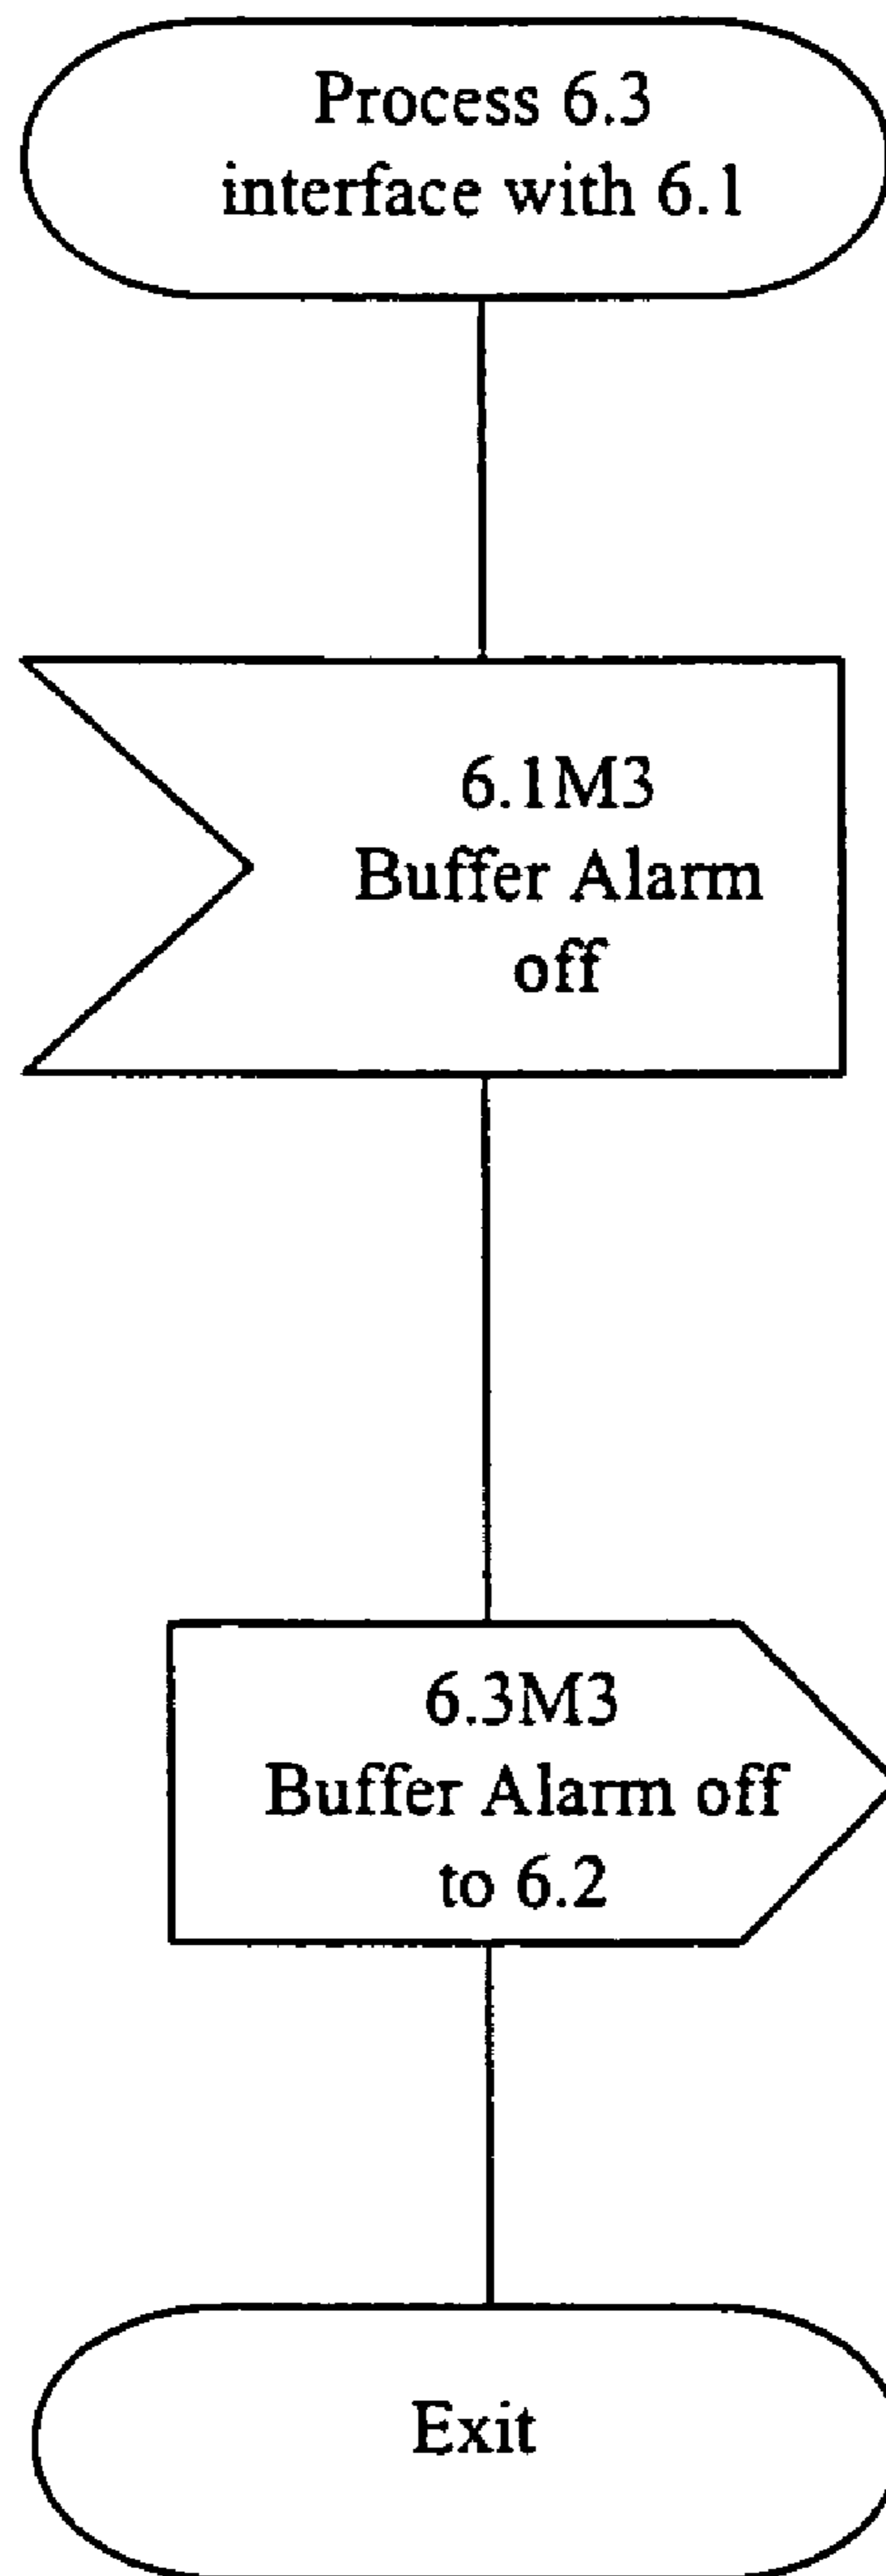 Process 6.3
interface with 6.1
6.1M3
Buffer Alarm
off
6.3M3
Buffer Alarm off
to 6.2
Exit